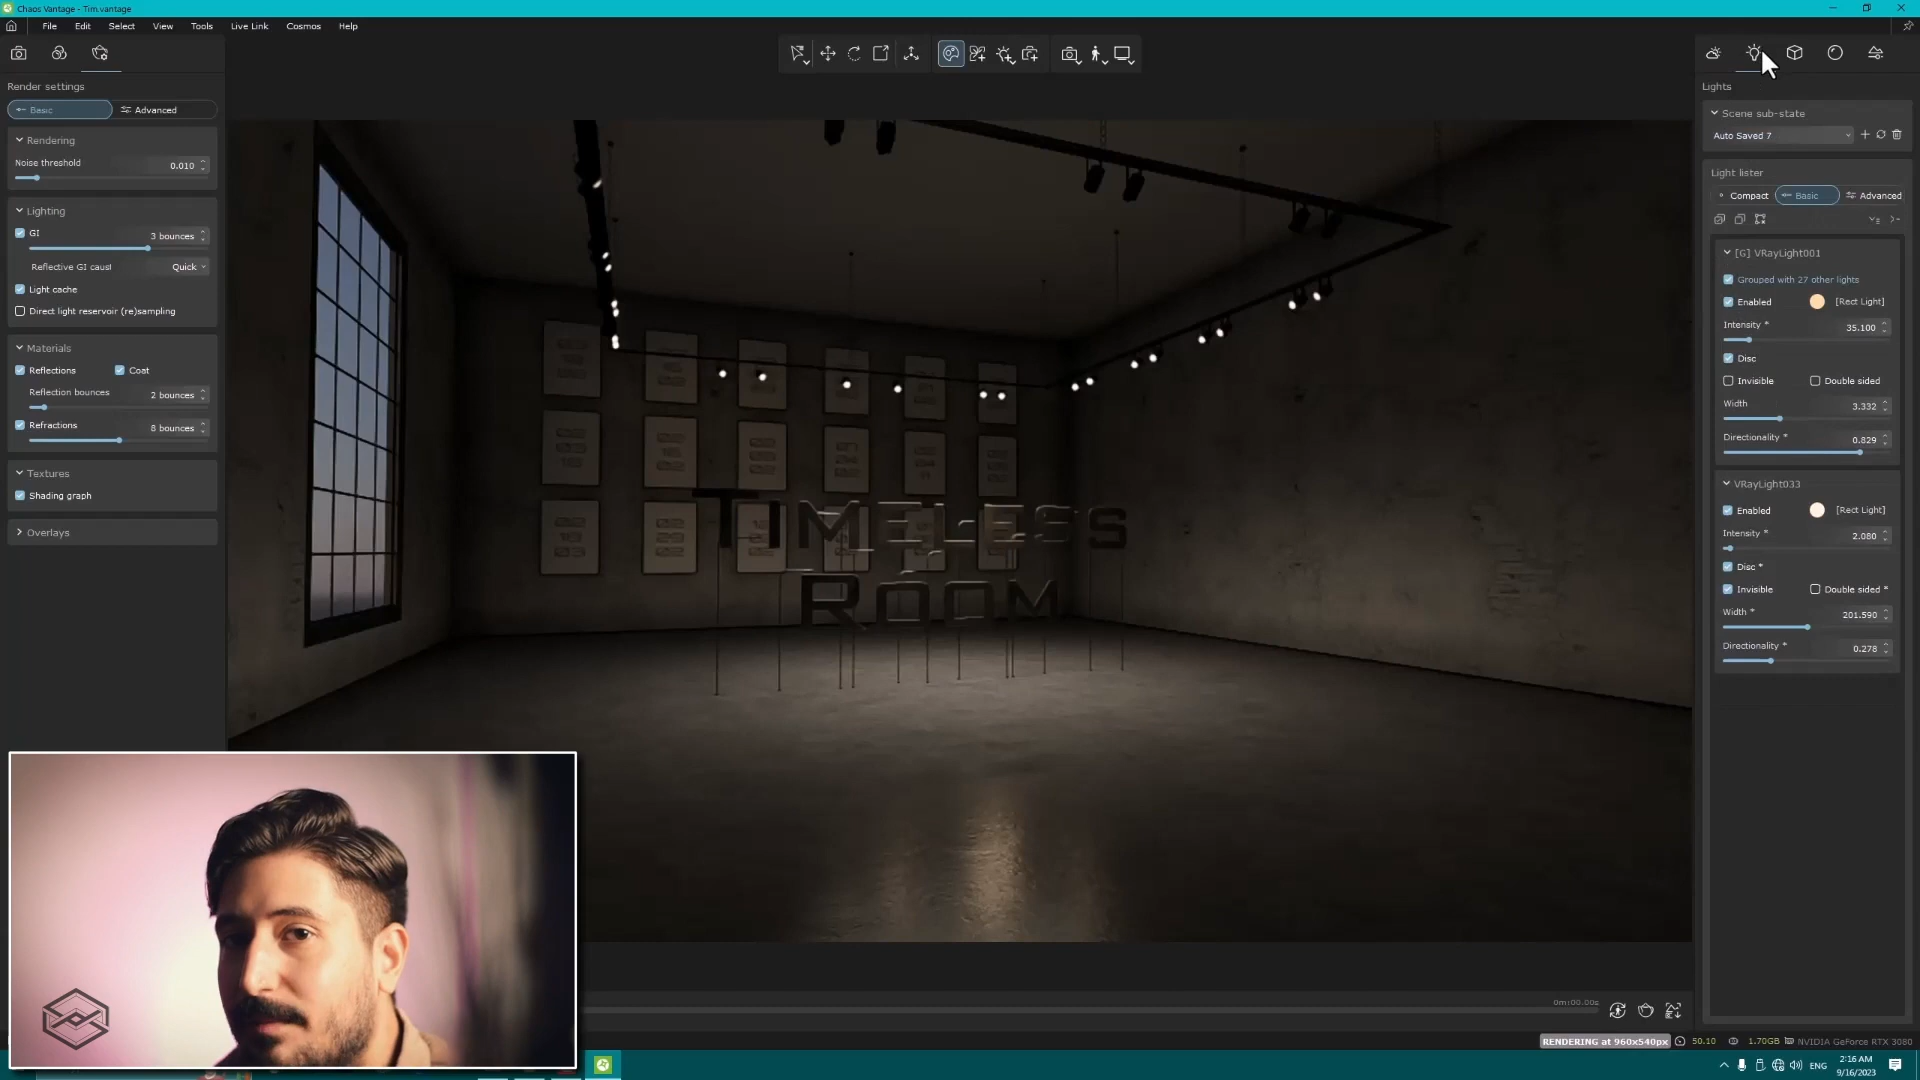 Chaos Vantage - Tim.vantage
File Edit Select View Live Link Cosmos Help
Render settings
Basic Advanced
Rendering
Noise threshold 0.010
Lighting
GI 3 bounces
Reflective GI caust Quick
Light cache
Direct light reservoir (re)sampling
Materials
Reflections Coat
Reflection bounces 2 bounces
Refractions 8 bounces
Textures
Shading graph
Overlays
TIMELESS
ROOM
Lights
Scene sub-state
Auto Saved 7
Light lister
Compact Basic Advanced
[G] VRayLight001
Grouped with 27 other lights
Enabled [Rect Light]
Intensity * 35.100
Disc
Invisible Double sided
Width 3.332
Directionality * 0.829
VRayLight033
Enabled [Rect Light]
Intensity * 2.080
Disc *
Invisible Double sided *
Width * 201.590
Directionality * 0.278
0m:00.00s
RENDERING at 960x540px 50.10 1.70GB NVIDIA GeForce RTX 3080
ENG
2:16 AM
9/16/2023